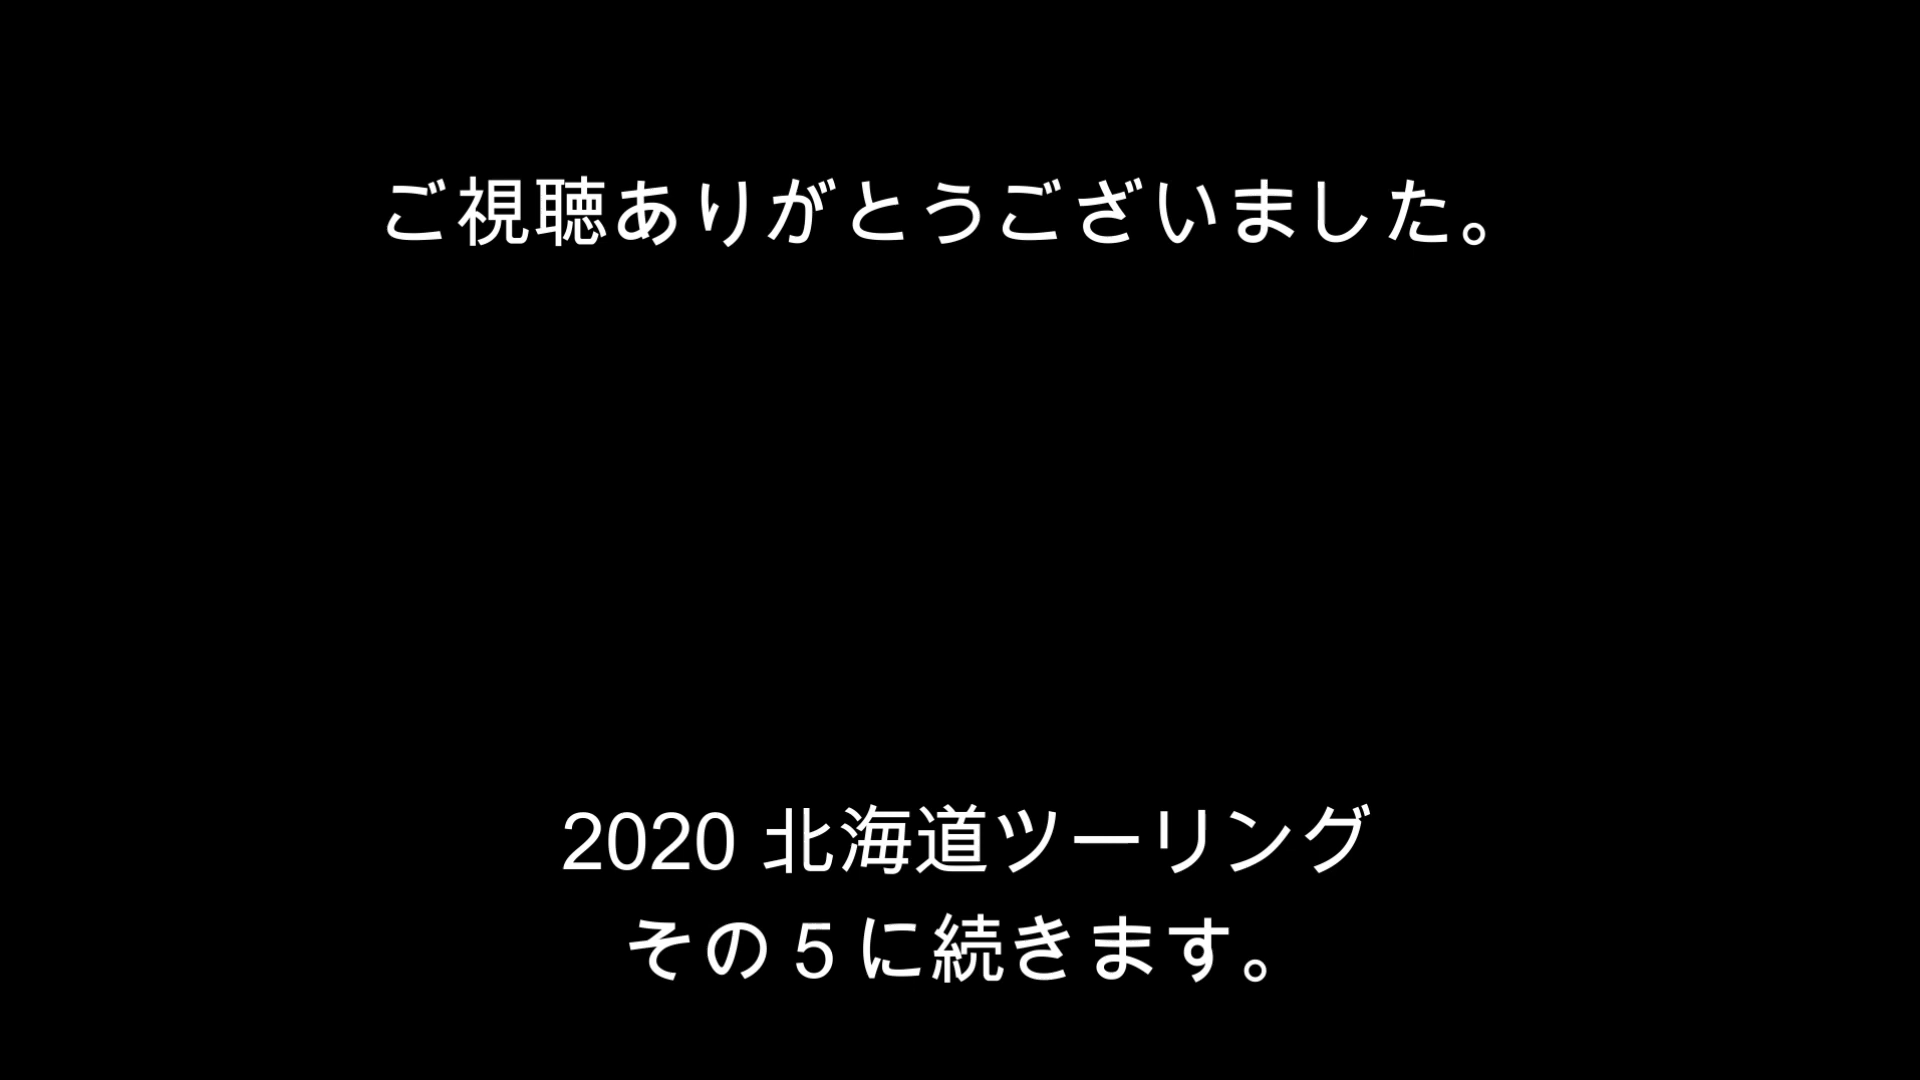 ご視聴ありがとうございました。
2020 北海道ツーリング
その 5 に続きます。